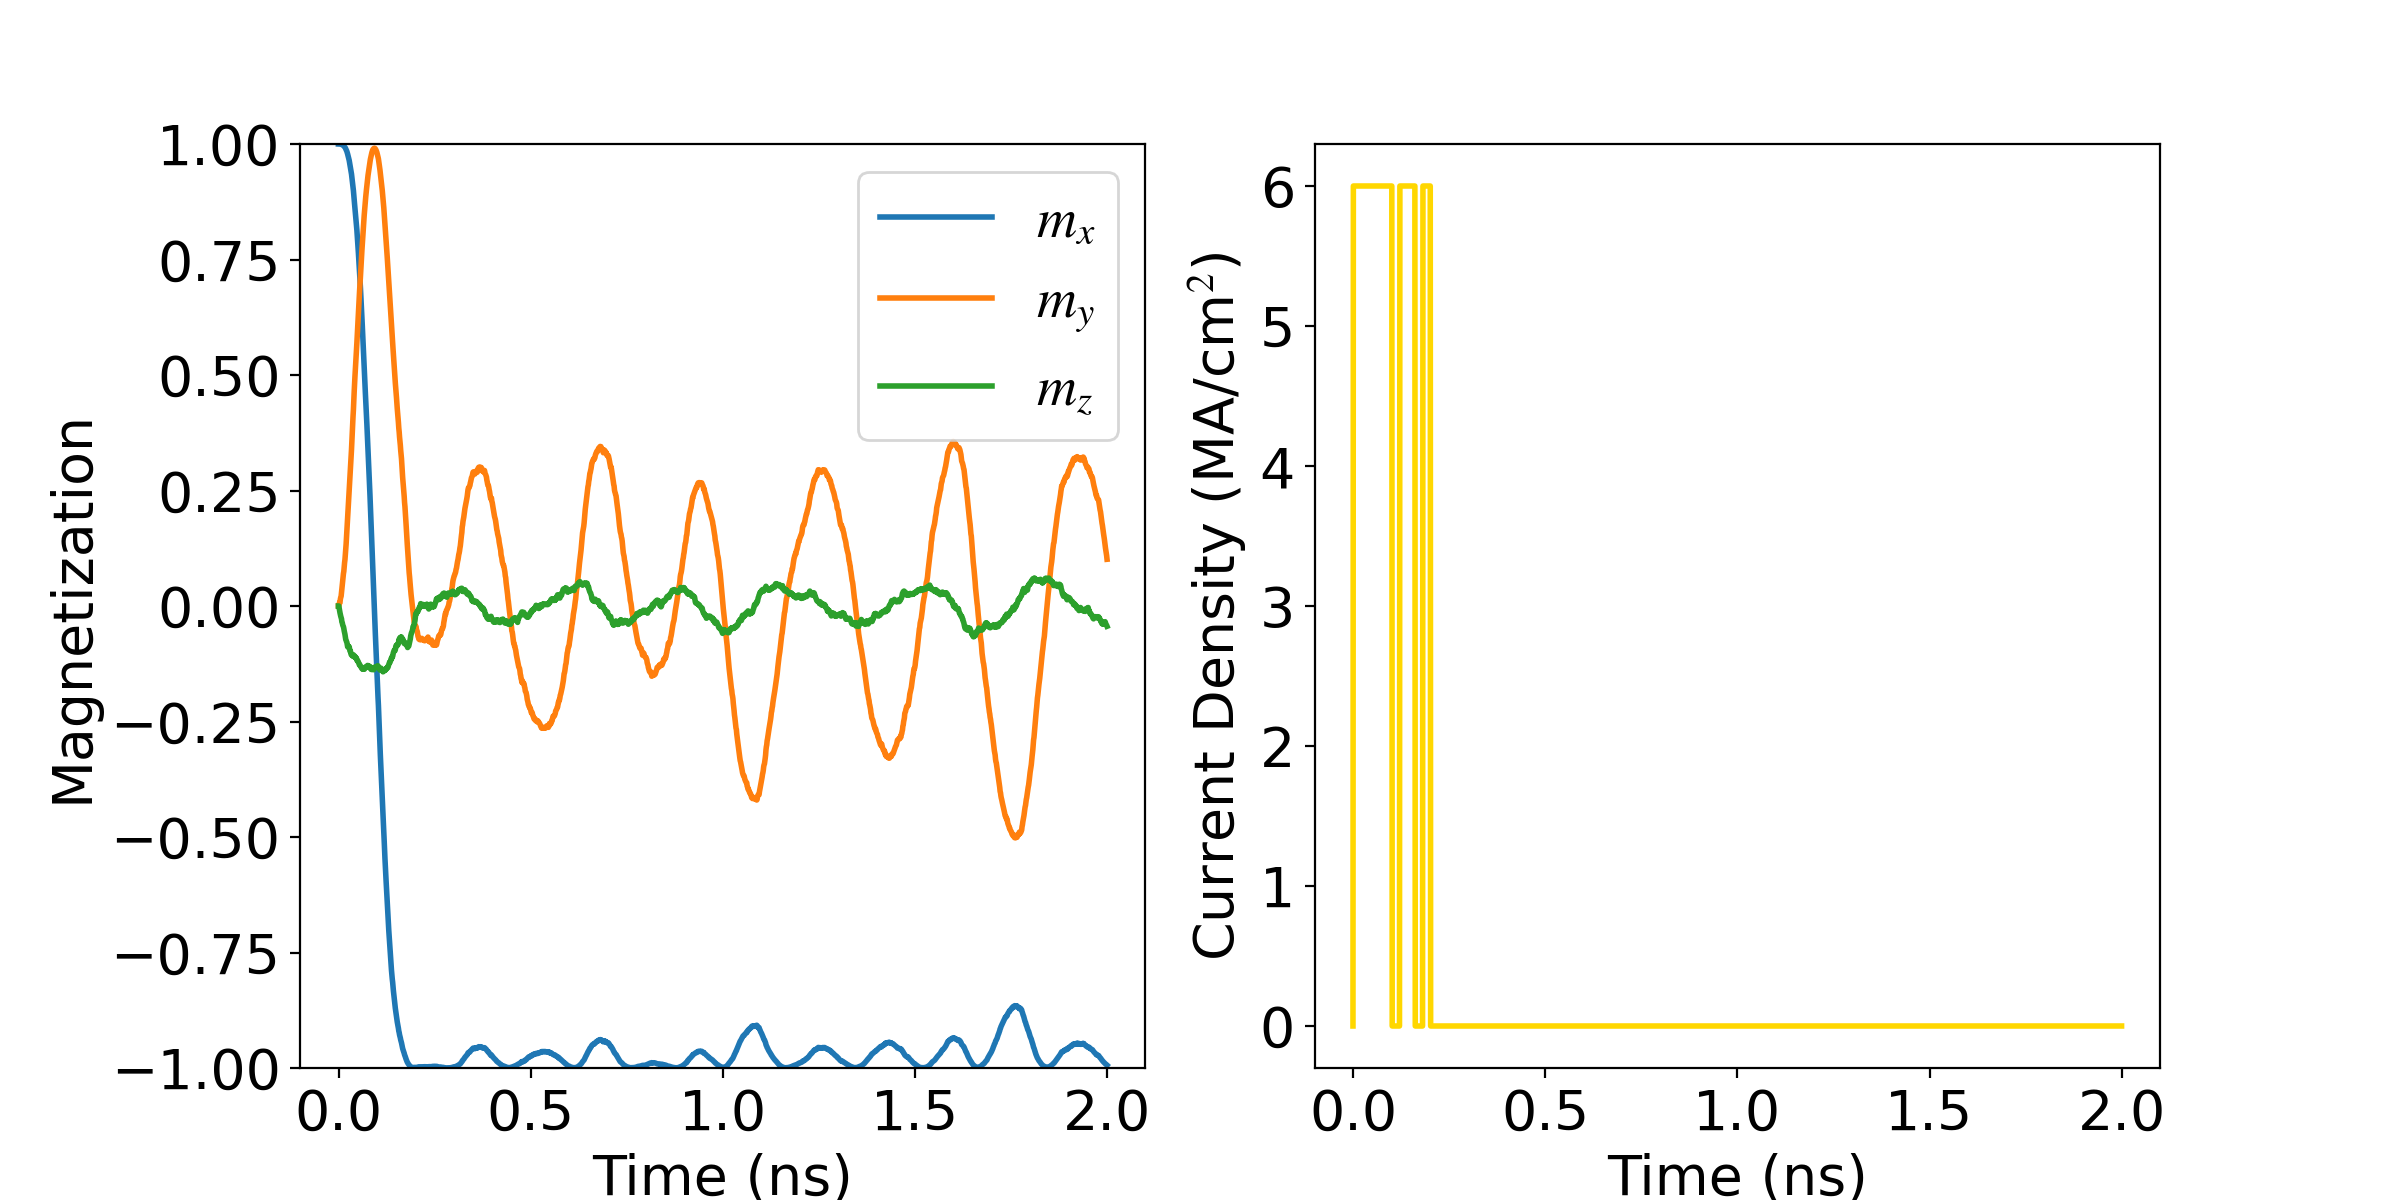 1.00
0.75
0.50
0.25
0.00
−0.25
−0.50
−0.75
−1.00
Magnetization
0.0 0.5 1.0 1.5 2.0
Time (ns)
m_x
m_y
m_z
6
5
4
3
2
1
0
Current Density (MA/cm²)
0.0 0.5 1.0 1.5 2.0
Time (ns)